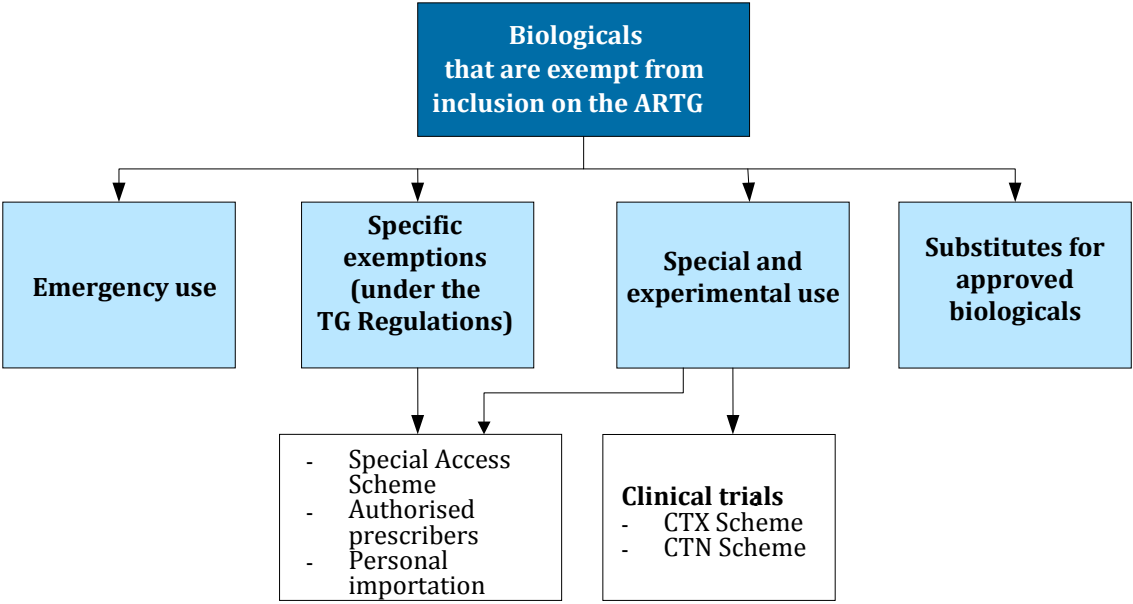 Biologicals
that are exempt from
inclusion on the ARTG
Emergency use
Specific
exemptions
(under the
TG Regulations)
Special and
experimental use
Substitutes for
approved
biologicals
- Special Access
Scheme
- Authorised
prescribers
- Personal
importation
Clinical trials
- CTX Scheme
- CTN Scheme